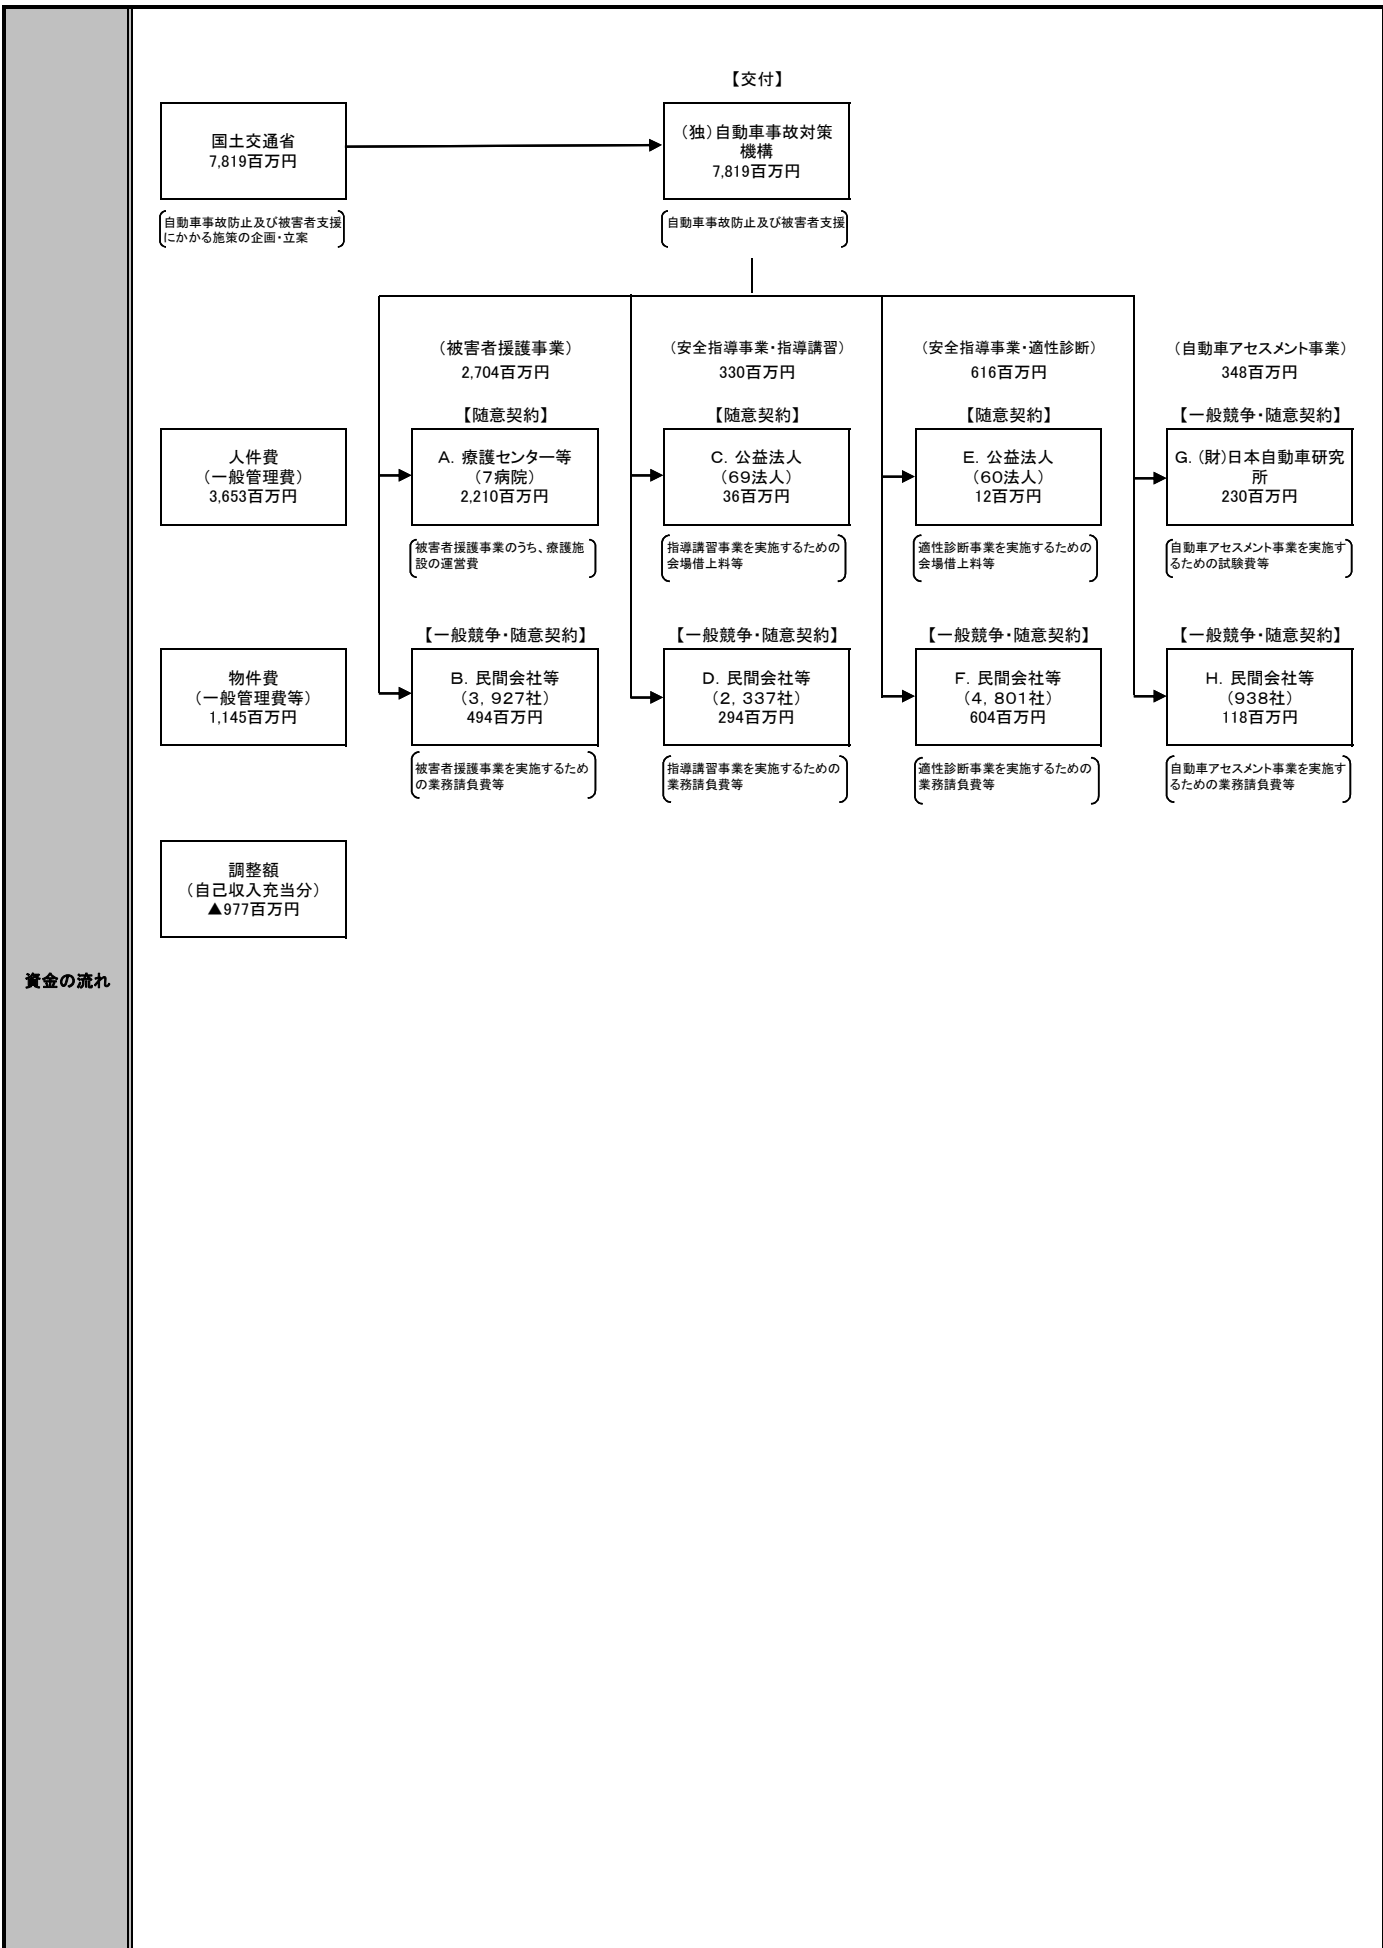 資金の流れ
【交付】
国土交通省
7,819百万円
（独）自動車事故対策
機構
7,819百万円
自動車事故防止及び被害者支援
にかかる施策の企画・立案
自動車事故防止及び被害者支援
（被害者援護事業）
2,704百万円
（安全指導事業・指導講習）
330百万円
（安全指導事業・適性診断）
616百万円
（自動車アセスメント事業）
348百万円
【随意契約】
【随意契約】
【随意契約】
【一般競争・随意契約】
人件費
（一般管理費）
3,653百万円
A．療護センター等
（7病院）
2,210百万円
C．公益法人
（69法人）
36百万円
E．公益法人
（60法人）
12百万円
G．（財）日本自動車研究
所
230百万円
被害者援護事業のうち、療護施
設の運営費
指導講習事業を実施するための
会場借上料等
適性診断事業を実施するための
会場借上料等
自動車アセスメント事業を実施す
るための試験費等
【一般競争・随意契約】
【一般競争・随意契約】
【一般競争・随意契約】
【一般競争・随意契約】
物件費
（一般管理費等）
1,145百万円
B．民間会社等
（3，927社）
494百万円
D．民間会社等
（2，337社）
294百万円
F．民間会社等
（4，801社）
604百万円
H．民間会社等
（938社）
118百万円
被害者援護事業を実施するため
の業務請負費等
指導講習事業を実施するための
業務請負費等
適性診断事業を実施するための
業務請負費等
自動車アセスメント事業を実施す
るための業務請負費等
調整額
（自己収入充当分）
▲977百万円